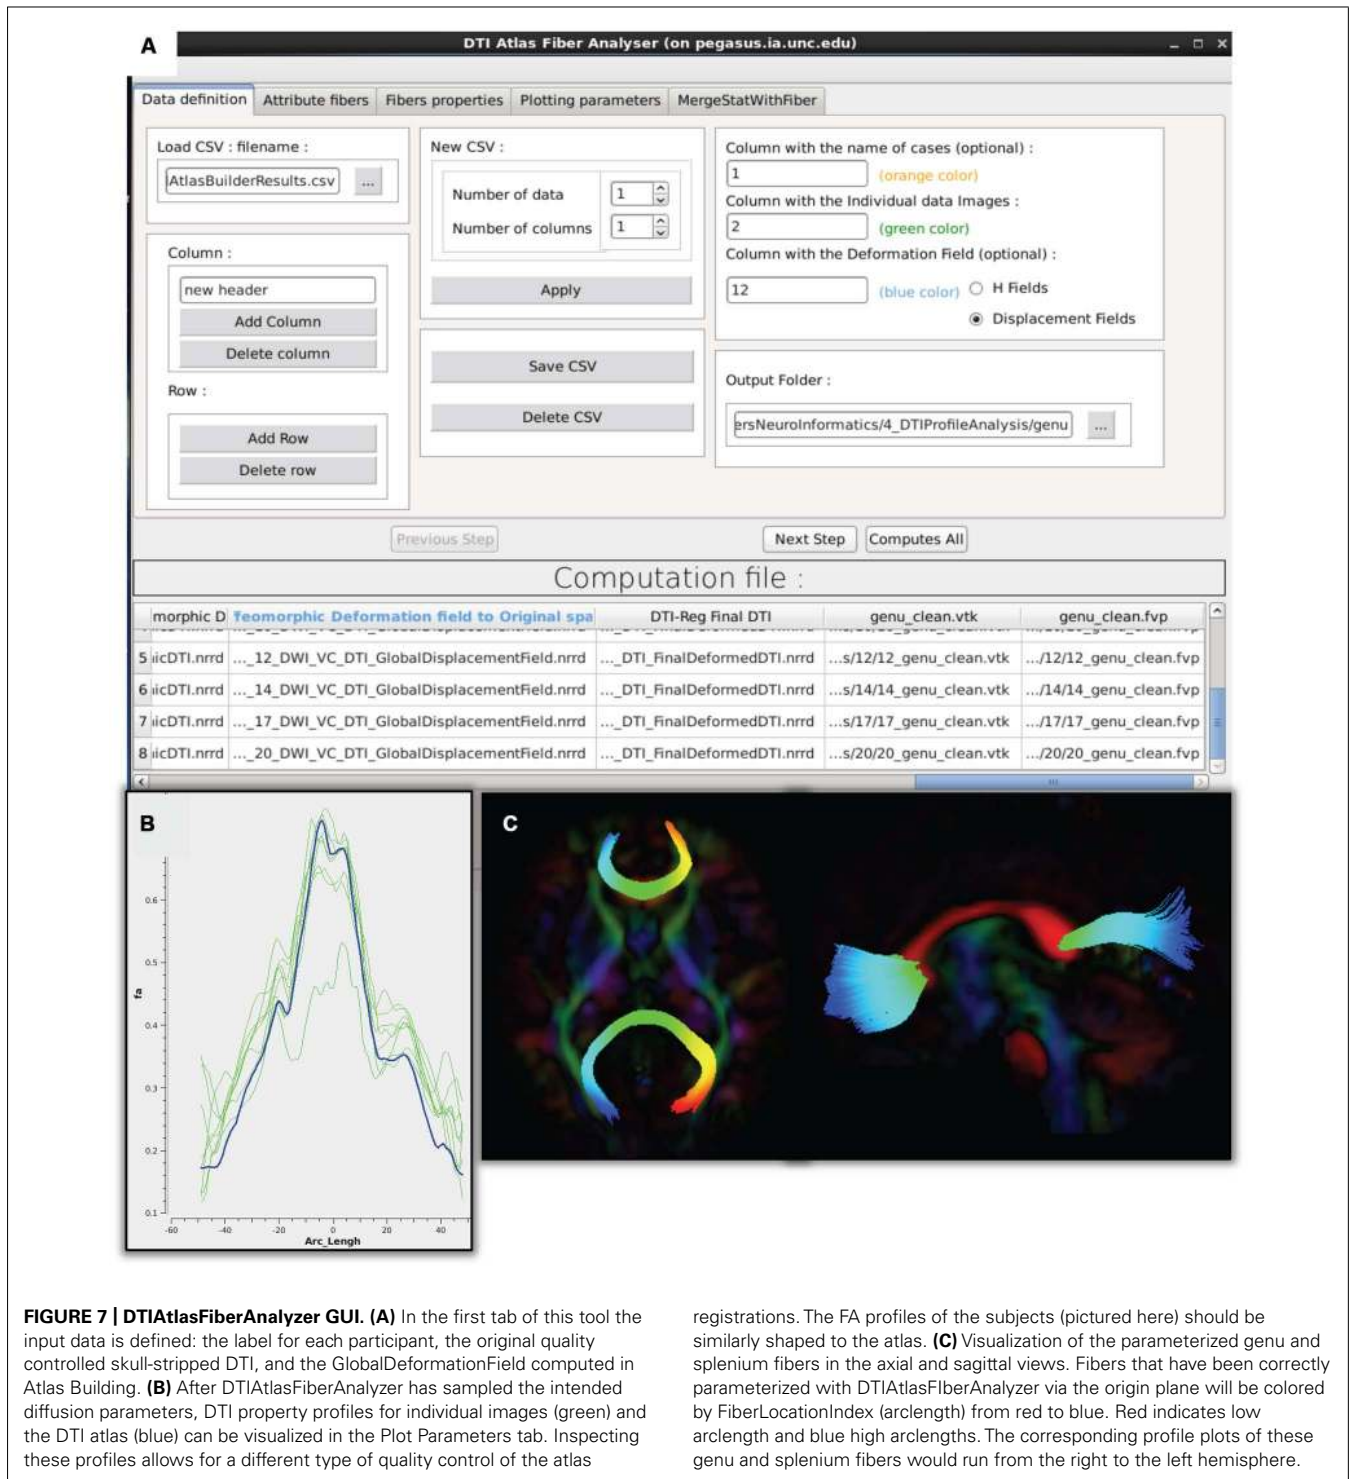 A
DTI Atlas Fiber Analyser (on pegasus.ia.unc.edu)
Data definition Attribute fibers Fibers properties Plotting parameters MergeStatWithFiber
Load CSV : filename :
AtlasBuilderResults.csv ...
Column :
new header
Add Column
Delete column
Row :
Add Row
Delete row
New CSV :
Number of data 1
Number of columns 1
Apply
Save CSV
Delete CSV
Column with the name of cases (optional) :
1 (orange color)
Column with the Individual data Images :
2 (green color)
Column with the Deformation Field (optional) :
12 (blue color) H Fields
Displacement Fields
Output Folder :
ersNeuroInformatics/4_DTIProfileAnalysis/genu ...
Previous Step Next Step Computes All
Computation file :
morphic D feomorphic Deformation field to Original spa DTI-Reg Final DTI genu_clean.vtk genu_clean.fvp
5 icDTI.nrrd ..._12_DWI_VC_DTI_GlobalDisplacementField.nrrd ..._DTI_FinalDeformedDTI.nrrd ...s/12/12_genu_clean.vtk .../12/12_genu_clean.fvp
6 icDTI.nrrd ..._14_DWI_VC_DTI_GlobalDisplacementField.nrrd ..._DTI_FinalDeformedDTI.nrrd ...s/14/14_genu_clean.vtk .../14/14_genu_clean.fvp
7 icDTI.nrrd ..._17_DWI_VC_DTI_GlobalDisplacementField.nrrd ..._DTI_FinalDeformedDTI.nrrd ...s/17/17_genu_clean.vtk .../17/17_genu_clean.fvp
8 icDTI.nrrd ..._20_DWI_VC_DTI_GlobalDisplacementField.nrrd ..._DTI_FinalDeformedDTI.nrrd ...s/20/20_genu_clean.vtk .../20/20_genu_clean.fvp
B
0.6
0.5
fa
0.4
0.3
0.2
0.1
-60 -40 -20 0 20 40
Arc_Lengh
C
FIGURE 7 | DTIAtlasFiberAnalyzer GUI. (A) In the first tab of this tool the
input data is defined: the label for each participant, the original quality
controlled skull-stripped DTI, and the GlobalDeformationField computed in
Atlas Building. (B) After DTIAtlasFIberAnalyzer has sampled the intended
diffusion parameters, DTI property profiles for individual images (green) and
the DTI atlas (blue) can be visualized in the Plot Parameters tab. Inspecting
these profiles allows for a different type of quality control of the atlas
registrations. The FA profiles of the subjects (pictured here) should be
similarly shaped to the atlas. (C) Visualization of the parameterized genu and
splenium fibers in the axial and sagittal views. Fibers that have been correctly
parameterized with DTIAtlasFIberAnalyzer via the origin plane will be colored
by FiberLocationIndex (arclength) from red to blue. Red indicates low
arclength and blue high arclengths. The corresponding profile plots of these
genu and splenium fibers would run from the right to the left hemisphere.